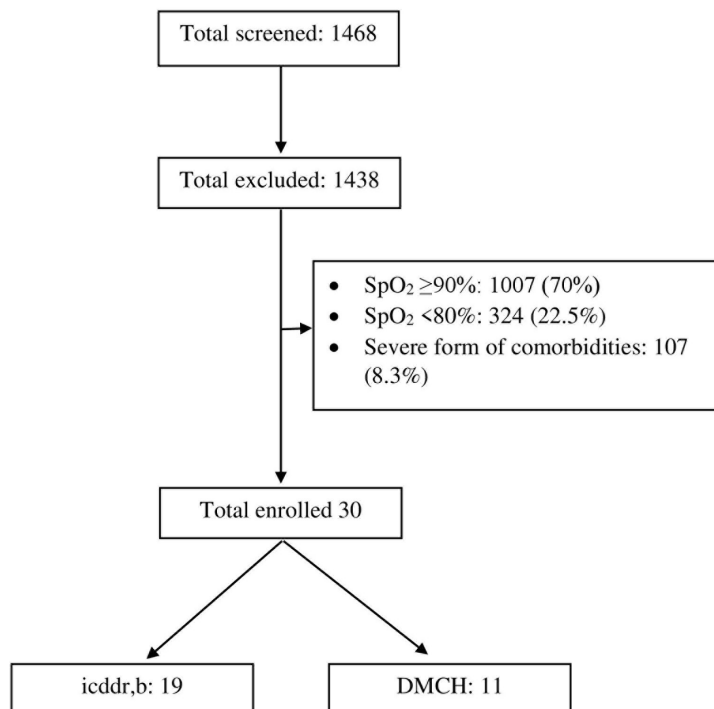 Total screened: 1468
Total excluded: 1438
• SpO₂ ≥90%: 1007 (70%)
• SpO₂ <80%: 324 (22.5%)
• Severe form of comorbidities: 107
(8.3%)
Total enrolled 30
icddr,b: 19
DMCH: 11